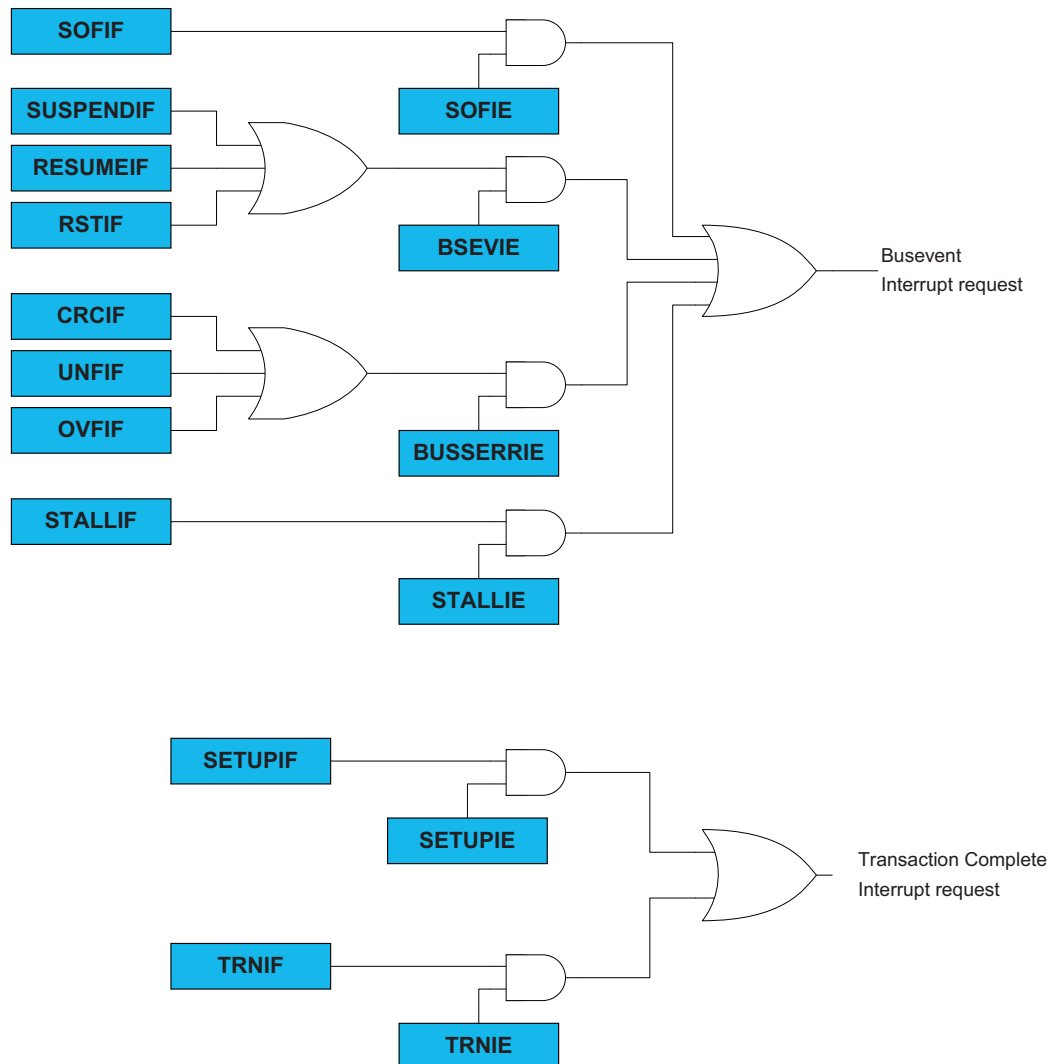 SOFIF
SOFIE
SUSPENDIF
RESUMEIF
RSTIF
BSEVIE
Busevent
Interrupt request
CRCIF
UNFIF
OVFIF
BUSSERRIE
STALLIF
STALLIE
SETUPIF
SETUPIE
Transaction Complete
Interrupt request
TRNIF
TRNIE